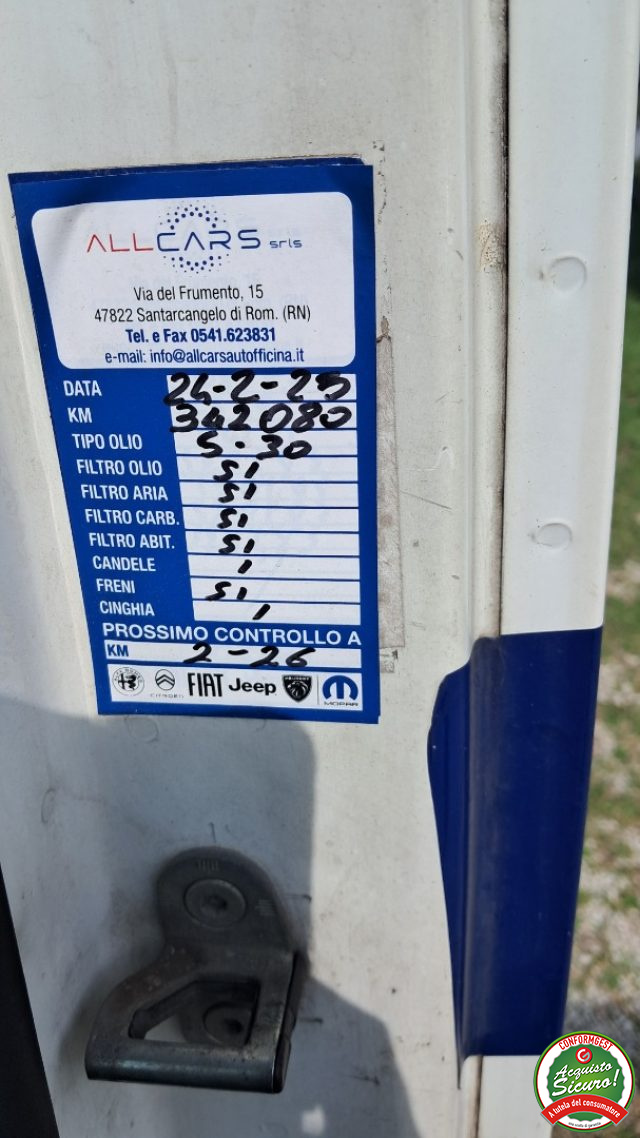 ALLCARS srls
Via del Frumento, 15
47822 Santarcangelo di Rom. (RN)
Tel. e Fax 0541.623831
e-mail: info@allcarsautofficina.it
DATA 24-2-25
KM 342080
TIPO OLIO 5-30
FILTRO OLIO SI
FILTRO ARIA SI
FILTRO CARB. SI
FILTRO ABIT. SI
CANDELE /
FRENI SI
CINGHIA /
PROSSIMO CONTROLLO A
KM 2-26
CITROËN FIAT Jeep PEUGEOT MOPAR
CONFORMGEST
Acquisto
Sicuro!
A tutela del consumatore